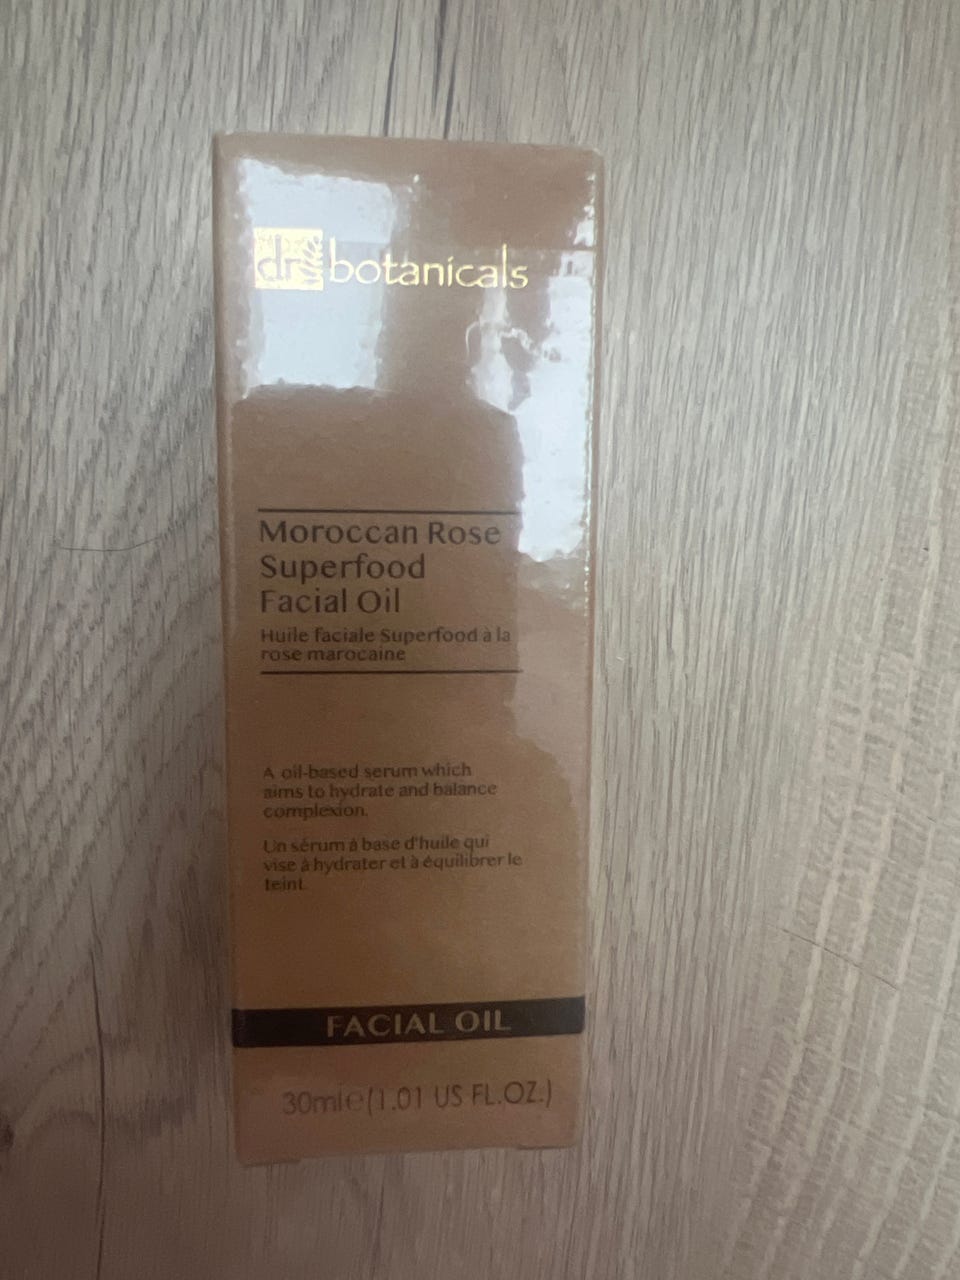 dr botanicals
Moroccan Rose
Superfood
Facial Oil
Huile faciale Superfood à la
rose marocaine
A oil-based serum which
aims to hydrate and balance
complexion.
Un sérum à base d'huile qui
vise à hydrater et à équilibrer le
teint.
FACIAL OIL
30ml℮(1.01 US FL.OZ.)